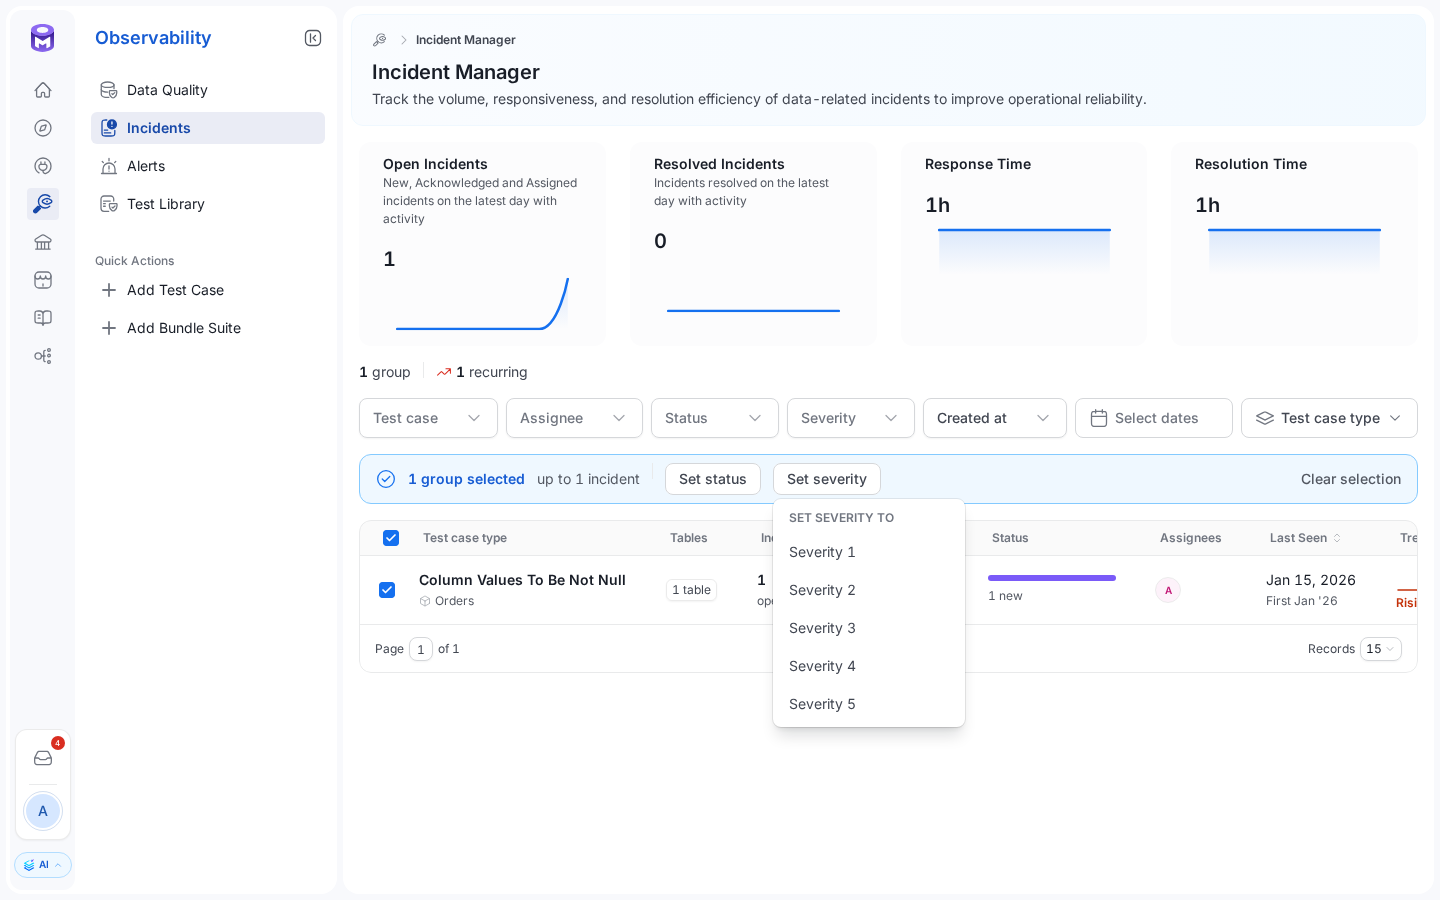 Observability
Data Quality
Incidents
Alerts
Test Library
Quick Actions
Add Test Case
Add Bundle Suite
4
A
AI
Incident Manager
Incident Manager
Track the volume, responsiveness, and resolution efficiency of data-related incidents to improve operational reliability.
Open Incidents
New, Acknowledged and Assigned
incidents on the latest day with
activity
1
Resolved Incidents
Incidents resolved on the latest
day with activity
0
Response Time
1h
Resolution Time
1h
1 group
1 recurring
Test case
Assignee
Status
Severity
Created at
Select dates
Test case type
1 group selected
up to 1 incident
Set status
Set severity
Clear selection
SET SEVERITY TO
Severity 1
Severity 2
Severity 3
Severity 4
Severity 5
Test case type
Tables
Status
Assignees
Last Seen
Column Values To Be Not Null
Orders
1 table
1
1 new
A
Jan 15, 2026
First Jan '26
Page 1 of 1
Records 15